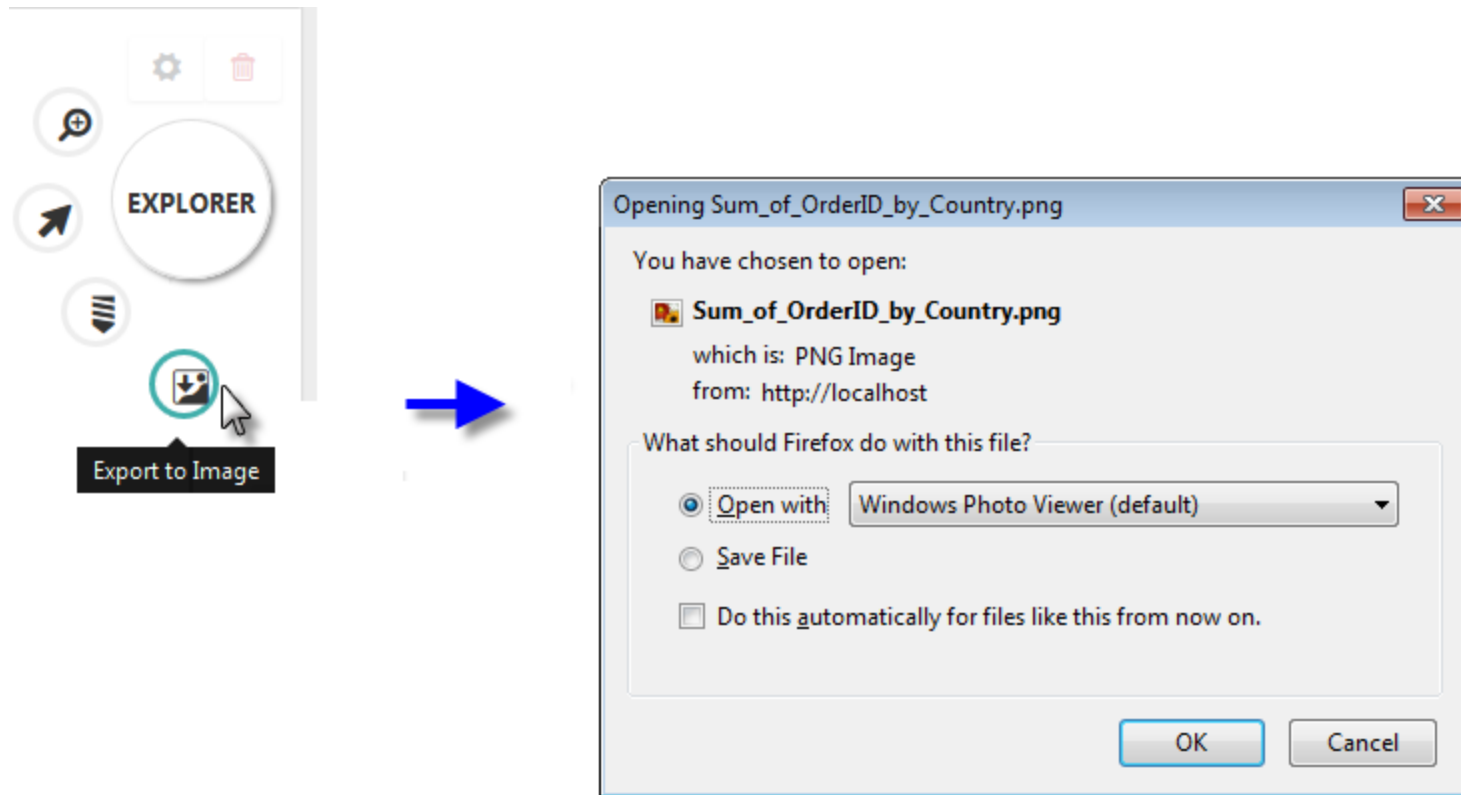 EXPLORER
Export to Image
Opening Sum_of_OrderID_by_Country.png
You have chosen to open:
Sum_of_OrderID_by_Country.png
which is: PNG Image
from: http://localhost
What should Firefox do with this file?
Open with Windows Photo Viewer (default)
Save File
Do this automatically for files like this from now on.
OK Cancel